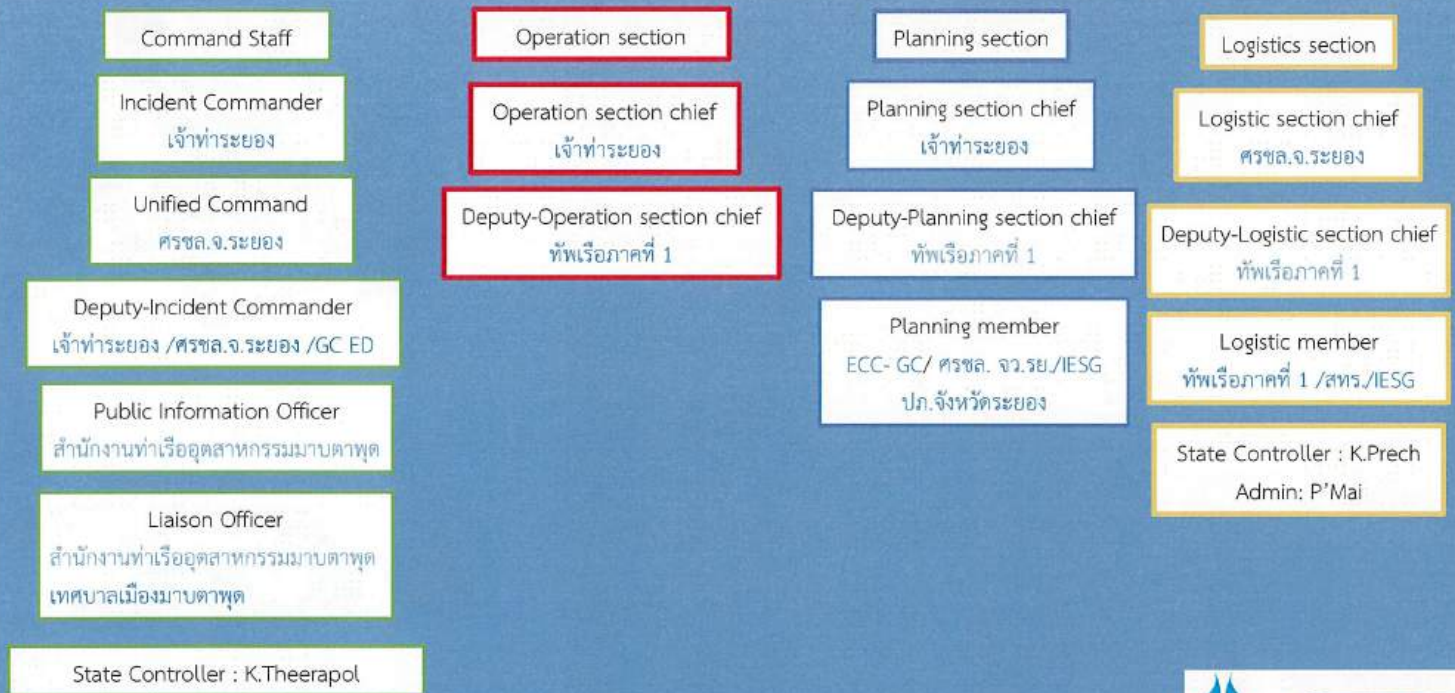 Command Staff
Incident Commander
เจ้าท่าระยอง
Unified Command
ศรชล.จ.ระยอง
Deputy-Incident Commander
เจ้าท่าระยอง /ศรชล.จ.ระยอง /GC ED
Public Information Officer
สำนักงานท่าเรืออุตสาหกรรมมาบตาพุด
Liaison Officer
สำนักงานท่าเรืออุตสาหกรรมมาบตาพุด
เทศบาลเมืองมาบตาพุด
State Controller : K.Theerapol
Operation section
Operation section chief
เจ้าท่าระยอง
Deputy-Operation section chief
ทัพเรือภาคที่ 1
Planning section
Planning section chief
เจ้าท่าระยอง
Deputy-Planning section chief
ทัพเรือภาคที่ 1
Planning member
ECC- GC/ ศรชล. จว.รย./IESG
ปภ.จังหวัดระยอง
Logistics section
Logistic section chief
ศรชล.จ.ระยอง
Deputy-Logistic section chief
ทัพเรือภาคที่ 1
Logistic member
ทัพเรือภาคที่ 1 /สทร./IESG
State Controller : K.Prech
Admin: P'Mai